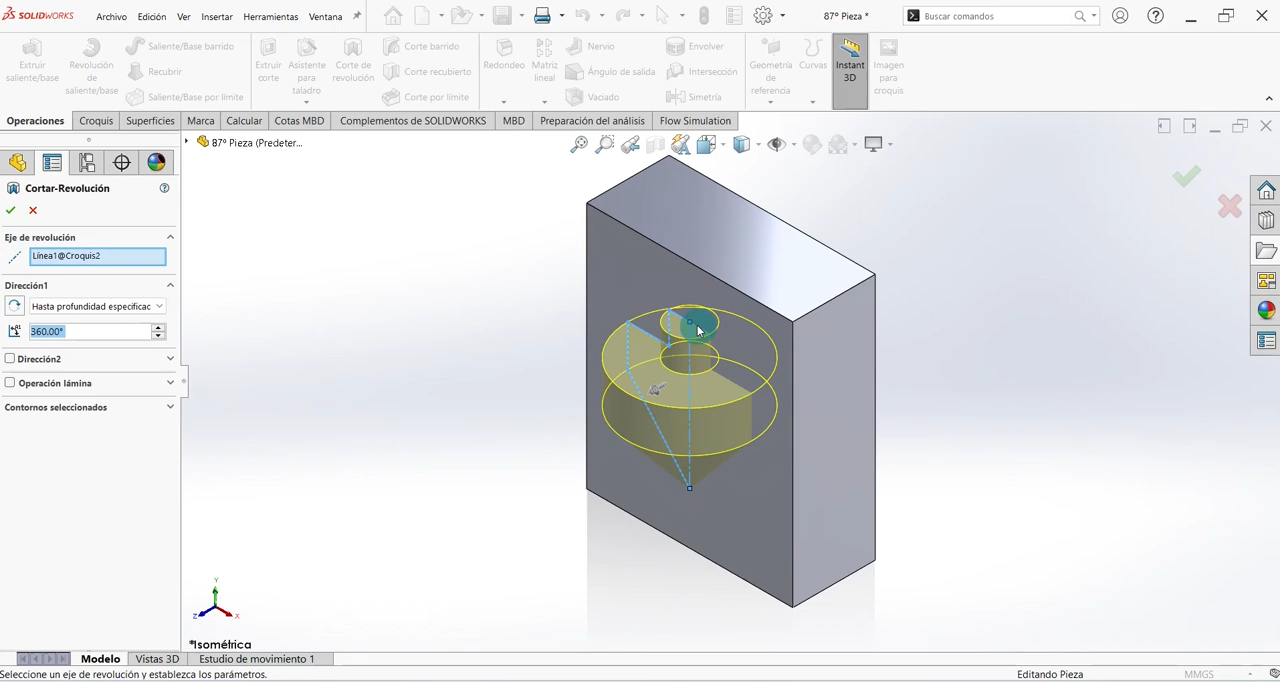 SOLIDWORKS
Archivo Edición Ver Insertar Herramientas Ventana
87º Pieza *
Buscar comandos
Extruir saliente/base
Revolución de saliente/base
Saliente/Base barrido
Recubrir
Saliente/Base por límite
Extruir corte
Asistente para taladro
Corte de revolución
Corte barrido
Corte recubierto
Corte por límite
Redondeo
Matriz lineal
Nervio
Ángulo de salida
Vaciado
Envolver
Intersección
Simetría
Geometría de referencia
Curvas
Instant 3D
Imagen para croquis
Operaciones Croquis Superficies Marca Calcular Cotas MBD Complementos de SOLIDWORKS MBD Preparación del análisis Flow Simulation
87º Pieza (Predeter...
Cortar-Revolución
Eje de revolución
Línea1@Croquis2
Dirección1
Hasta profundidad especificac
360.00°
Dirección2
Operación lámina
Contornos seleccionados
Y
Z
X
*Isométrica
Modelo Vistas 3D Estudio de movimiento 1
Seleccione un eje de revolución y establezca los parámetros.
Editando Pieza
MMGS